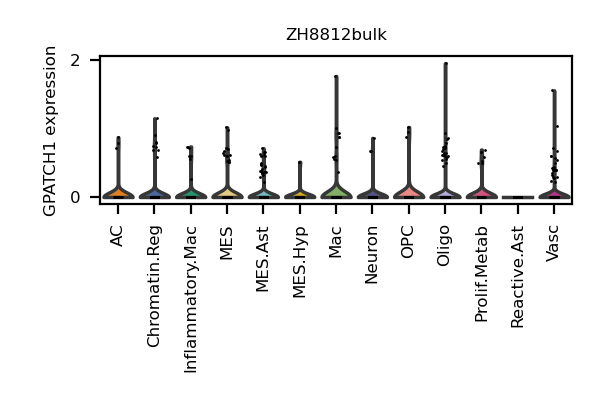 ZH8812bulk
GPATCH1 expression
2
0
AC
Chromatin.Reg
Inflammatory.Mac
MES
MES.Ast
MES.Hyp
Mac
Neuron
OPC
Oligo
Prolif.Metab
Reactive.Ast
Vasc